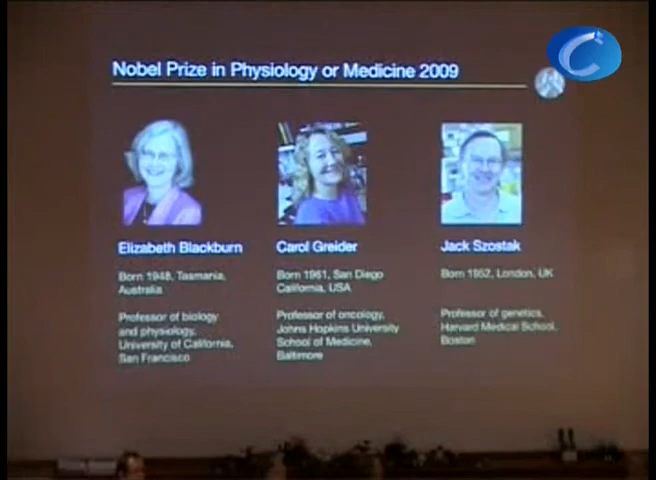 Nobel Prize in Physiology or Medicine 2009
Elizabeth Blackburn
Born 1948, Tasmania,
Australia
Professor of biology
and physiology,
University of California,
San Francisco
Carol Greider
Born 1961, San Diego
California, USA
Professor of oncology,
Johns Hopkins University
School of Medicine,
Baltimore
Jack Szostak
Born 1952, London, UK
Professor of genetics,
Harvard Medical School,
Boston